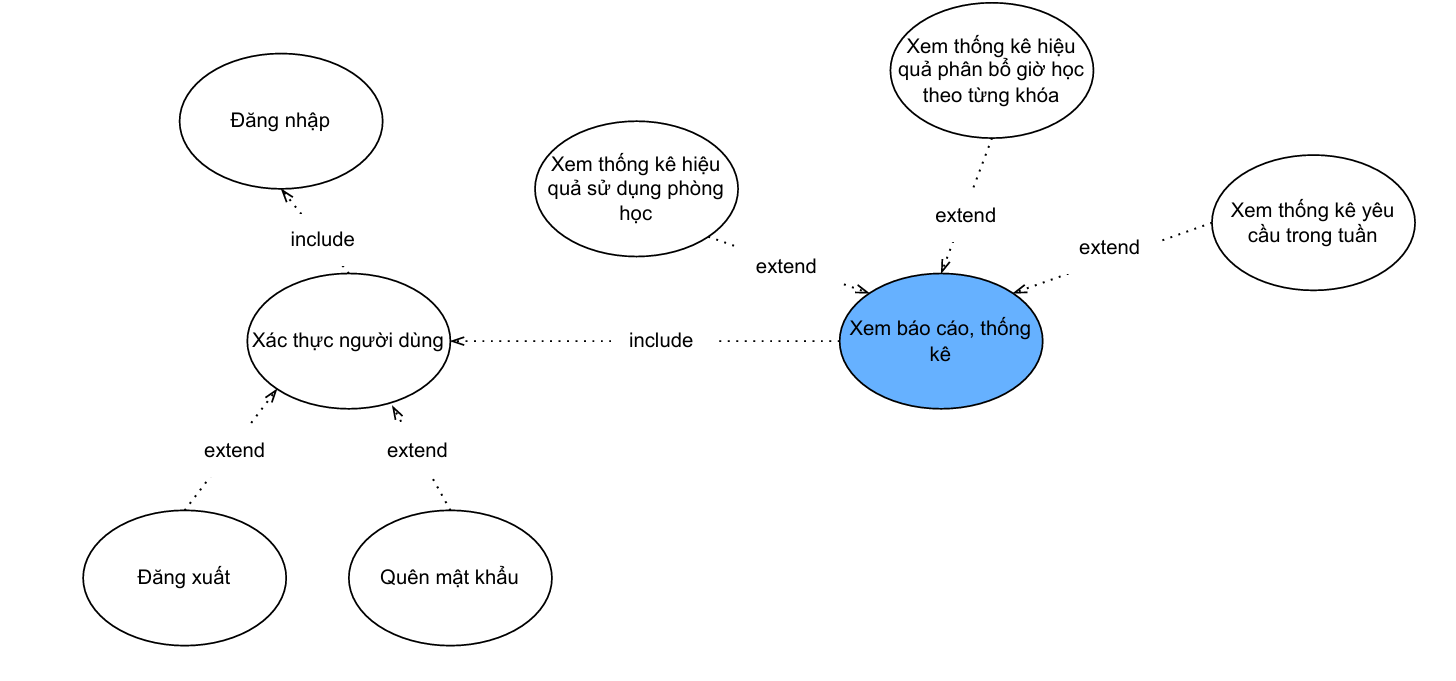 Xem thống kê hiệu
quả phân bổ giờ học
theo từng khóa
Đăng nhập
Xem thống kê hiệu
quả sử dụng phòng
học
Xem thống kê yêu
cầu trong tuần
extend
include
extend
extend
Xác thực người dùng
include
Xem báo cáo, thống
kê
extend
extend
Đăng xuất
Quên mật khẩu